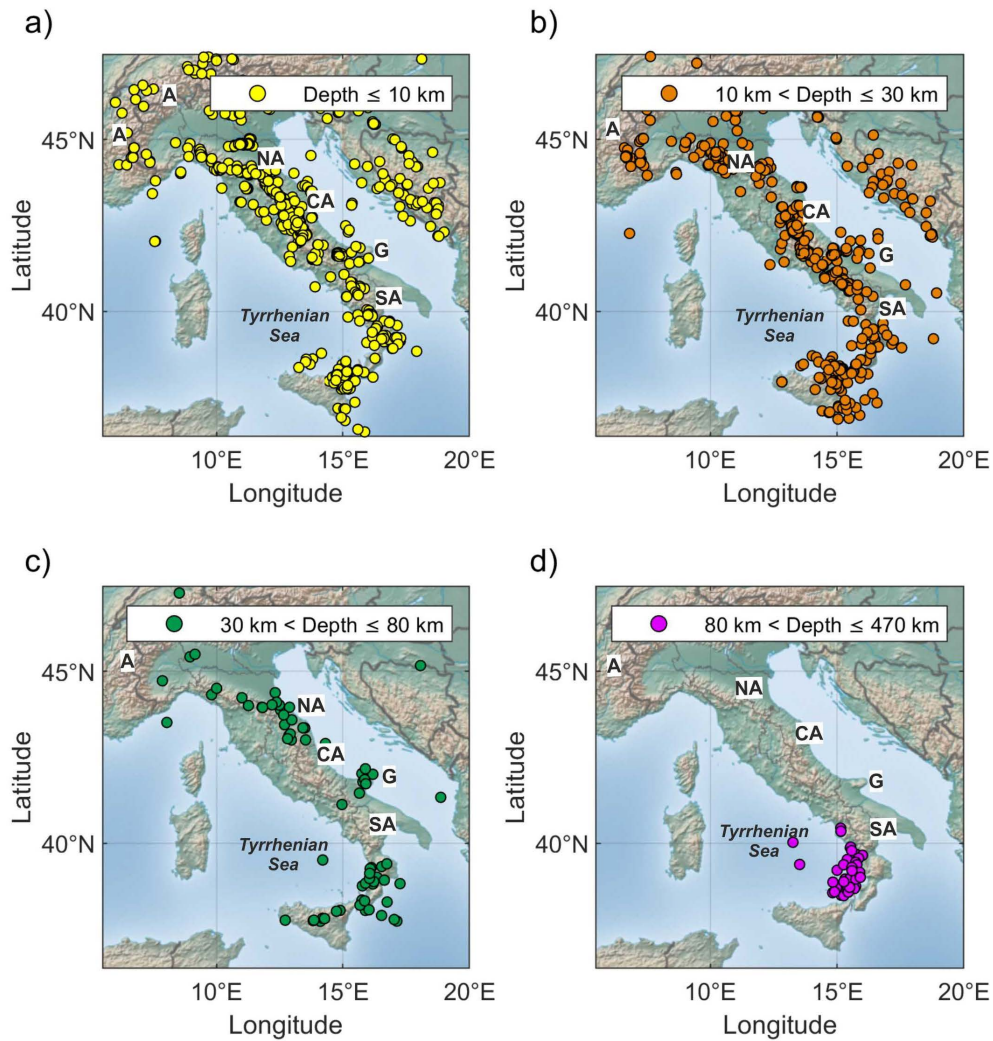 a)
Depth ≤ 10 km
A
A
NA
CA
G
SA
Tyrrhenian
Sea
45°N
40°N
Latitude
10°E
15°E
20°E
Longitude
b)
10 km < Depth ≤ 30 km
A
NA
CA
G
SA
Tyrrhenian
Sea
45°N
40°N
Latitude
10°E
15°E
20°E
Longitude
c)
30 km < Depth ≤ 80 km
A
NA
CA
G
SA
Tyrrhenian
Sea
45°N
40°N
Latitude
10°E
15°E
20°E
Longitude
d)
80 km < Depth ≤ 470 km
A
NA
CA
G
SA
Tyrrhenian
Sea
45°N
40°N
Latitude
10°E
15°E
20°E
Longitude